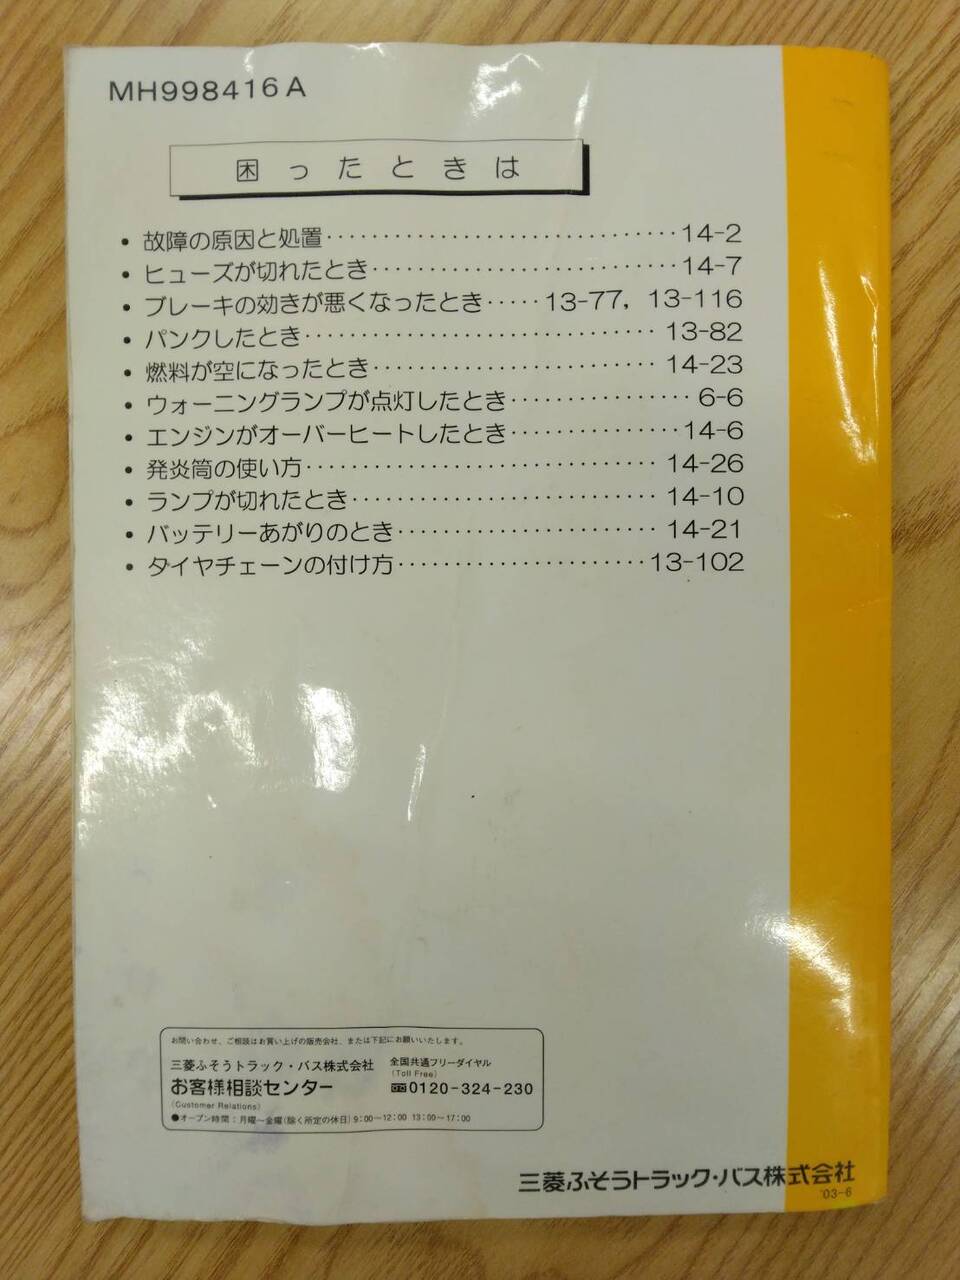 MH998416A
困ったときは
• 故障の原因と処置‥‥‥‥‥‥‥‥‥‥‥‥‥‥‥‥14-2
• ヒューズが切れたとき‥‥‥‥‥‥‥‥‥‥‥‥‥‥14-7
• ブレーキの効きが悪くなったとき‥‥‥13-77, 13-116
• パンクしたとき‥‥‥‥‥‥‥‥‥‥‥‥‥‥‥‥13-82
• 燃料が空になったとき‥‥‥‥‥‥‥‥‥‥‥‥‥14-23
• ウォーニングランプが点灯したとき‥‥‥‥‥‥‥‥6-6
• エンジンがオーバーヒートしたとき‥‥‥‥‥‥‥‥14-6
• 発炎筒の使い方‥‥‥‥‥‥‥‥‥‥‥‥‥‥‥‥14-26
• ランプが切れたとき‥‥‥‥‥‥‥‥‥‥‥‥‥‥14-10
• バッテリーあがりのとき‥‥‥‥‥‥‥‥‥‥‥‥14-21
• タイヤチェーンの付け方‥‥‥‥‥‥‥‥‥‥‥13-102
お問い合わせ、ご相談はお買い上げの販売会社、または下記にお願いいたします。
三菱ふそうトラック・バス株式会社 全国共通フリーダイヤル
(Toll Free)
お客様相談センター 0120-324-230
(Customer Relations)
●オープン時間：月曜〜金曜(除く所定の休日) 9:00〜12:00 13:00〜17:00
三菱ふそうトラック・バス株式会社
'03-6